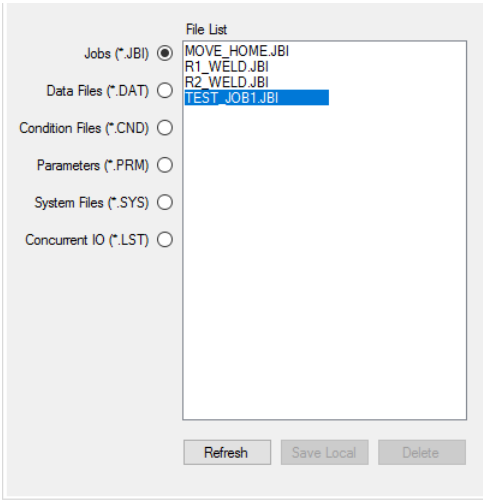 File List
Jobs (*.JBI)
MOVE_HOME.JBI
R1_WELD.JBI
R2_WELD.JBI
TEST_JOB1.JBI
Data Files (*.DAT)
Condition Files (*.CND)
Parameters (*.PRM)
System Files (*.SYS)
Concurrent IO (*.LST)
Refresh
Save Local
Delete